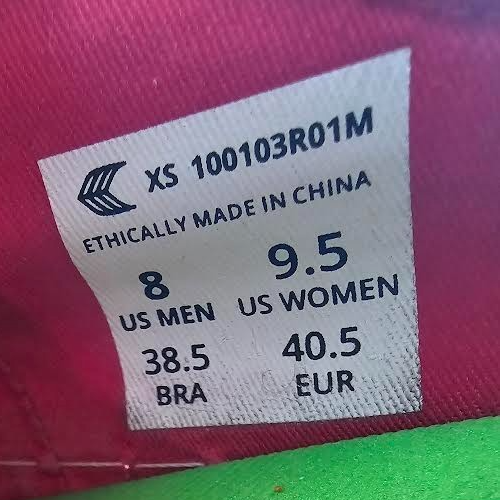 XS 100103R01M
ETHICALLY MADE IN CHINA
8 9.5
US MEN US WOMEN
38.5 40.5
BRA EUR